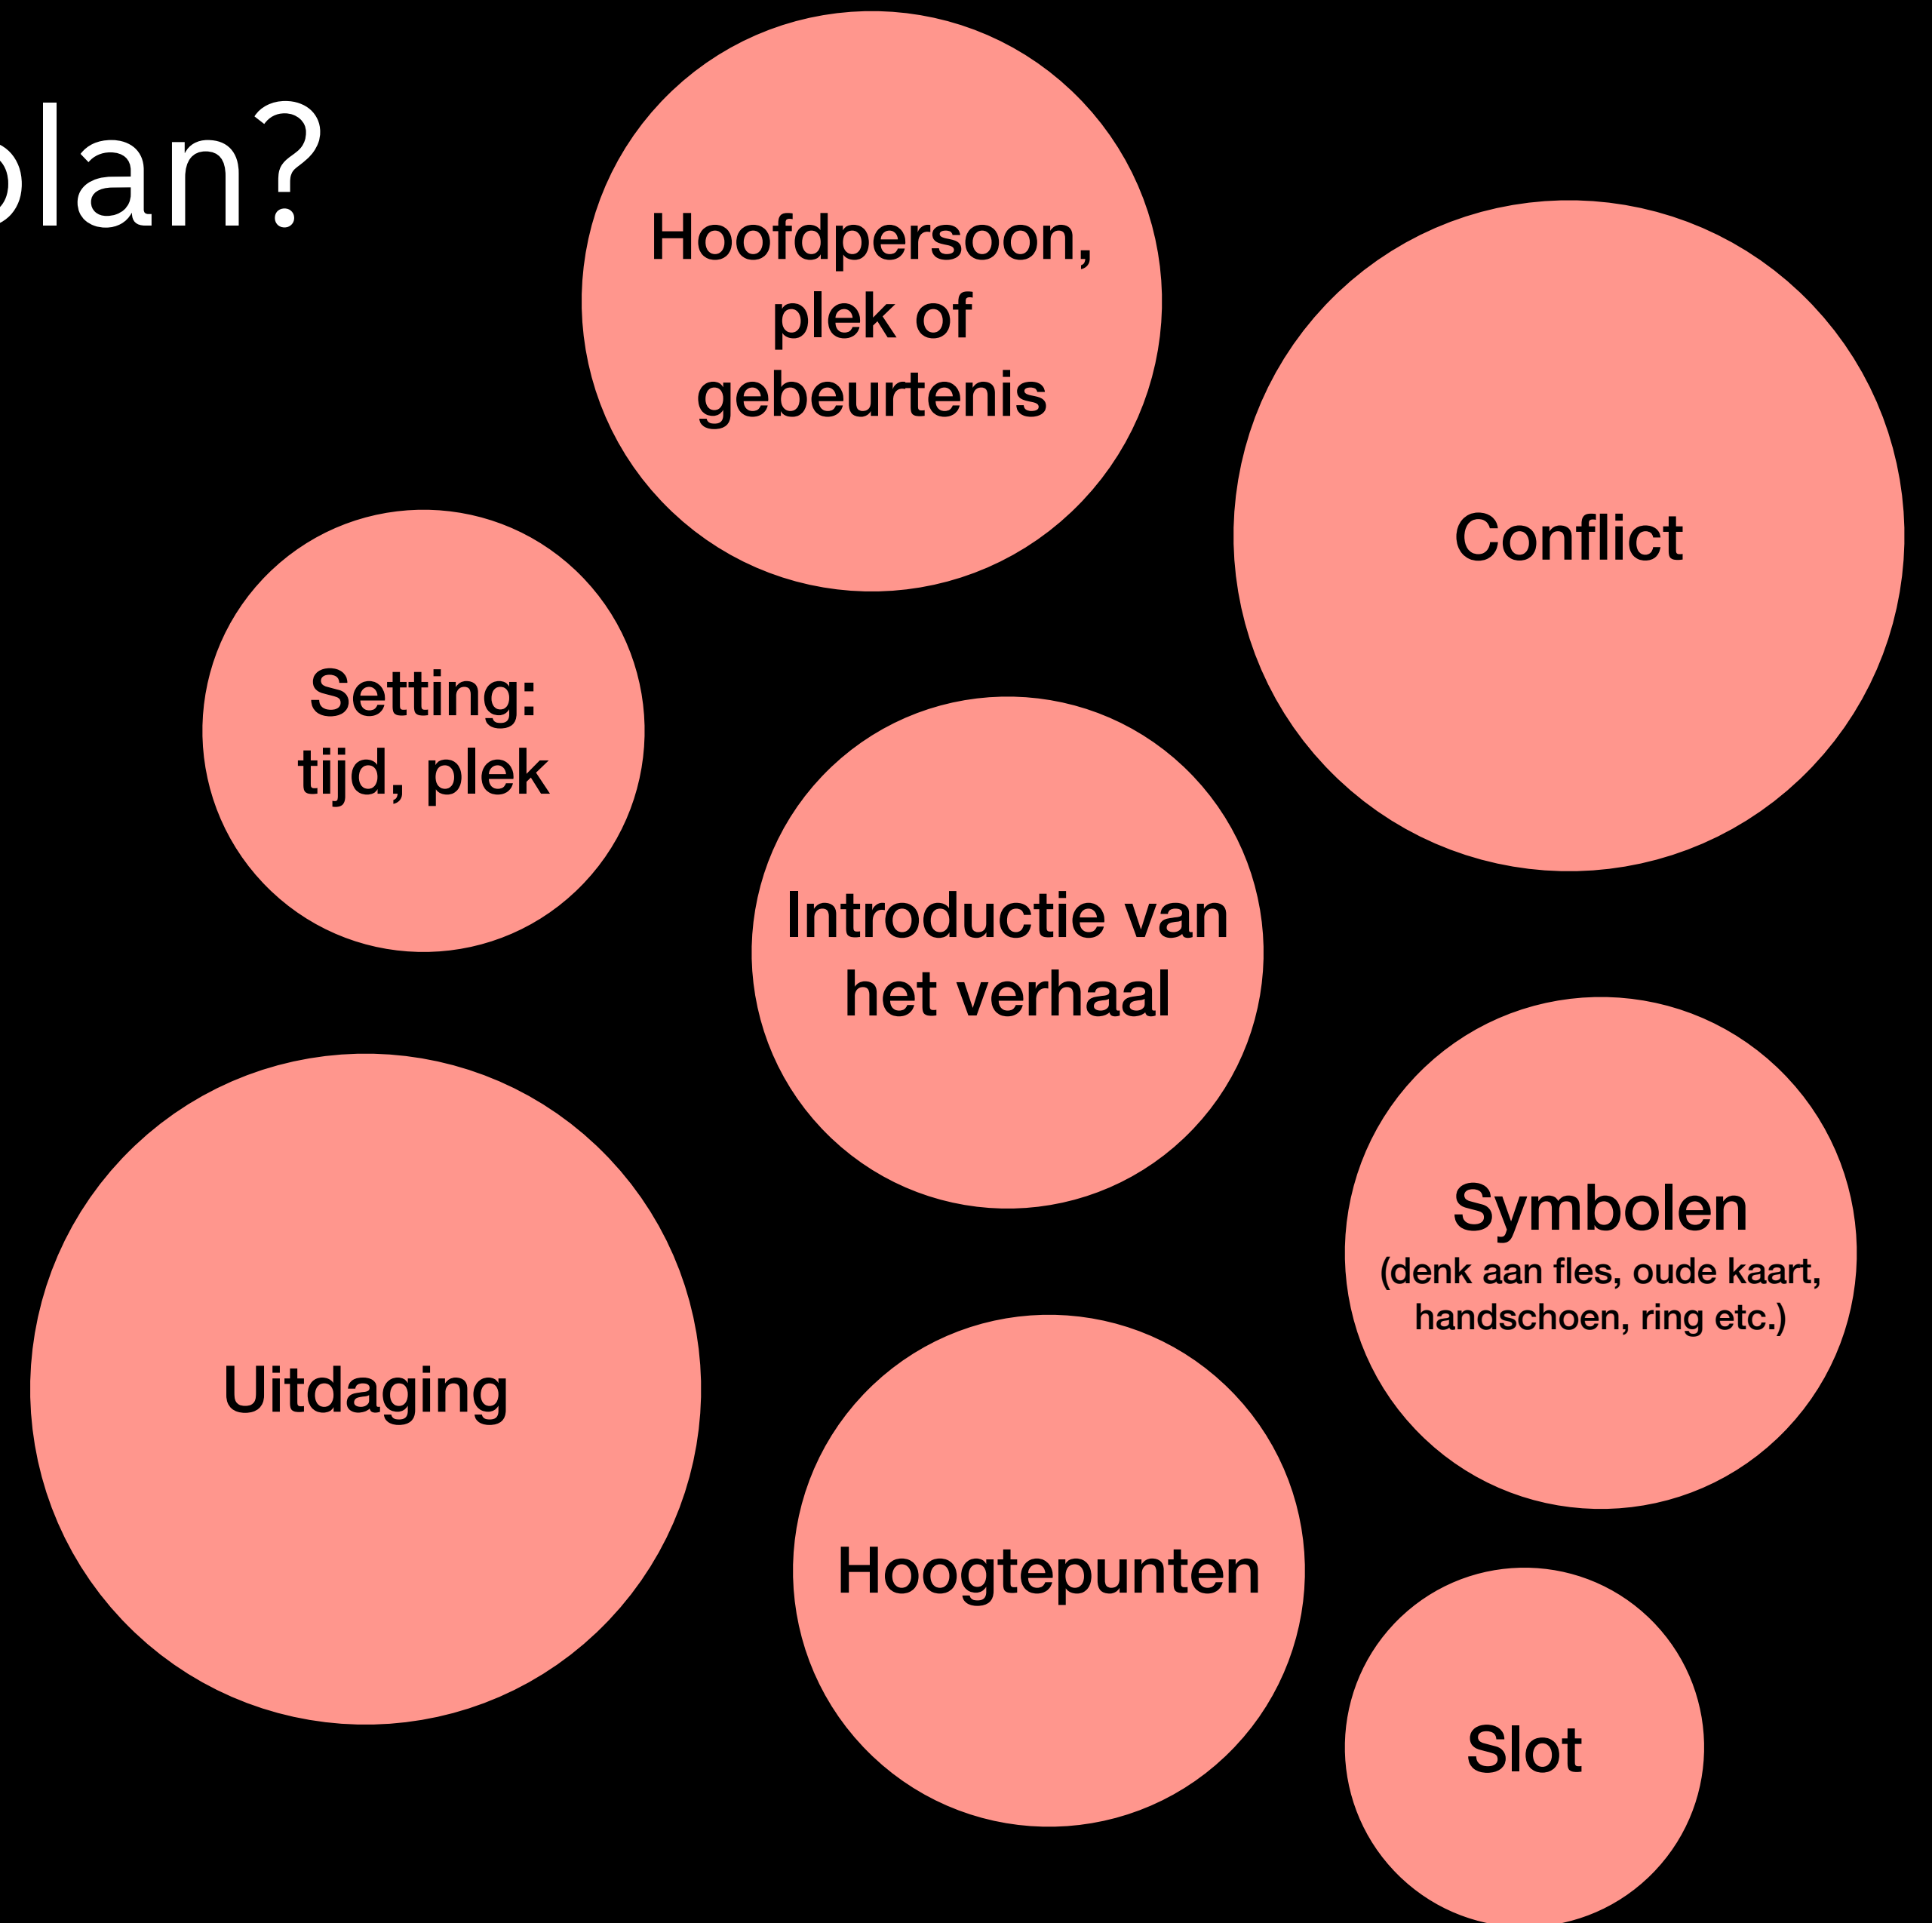 plan?
Hoofdpersoon,
plek of
gebeurtenis
Conflict
Setting:
tijd, plek
Introductie van
het verhaal
Symbolen
(denk aan fles, oude kaart,
handschoen, ring etc.)
Uitdaging
Hoogtepunten
Slot